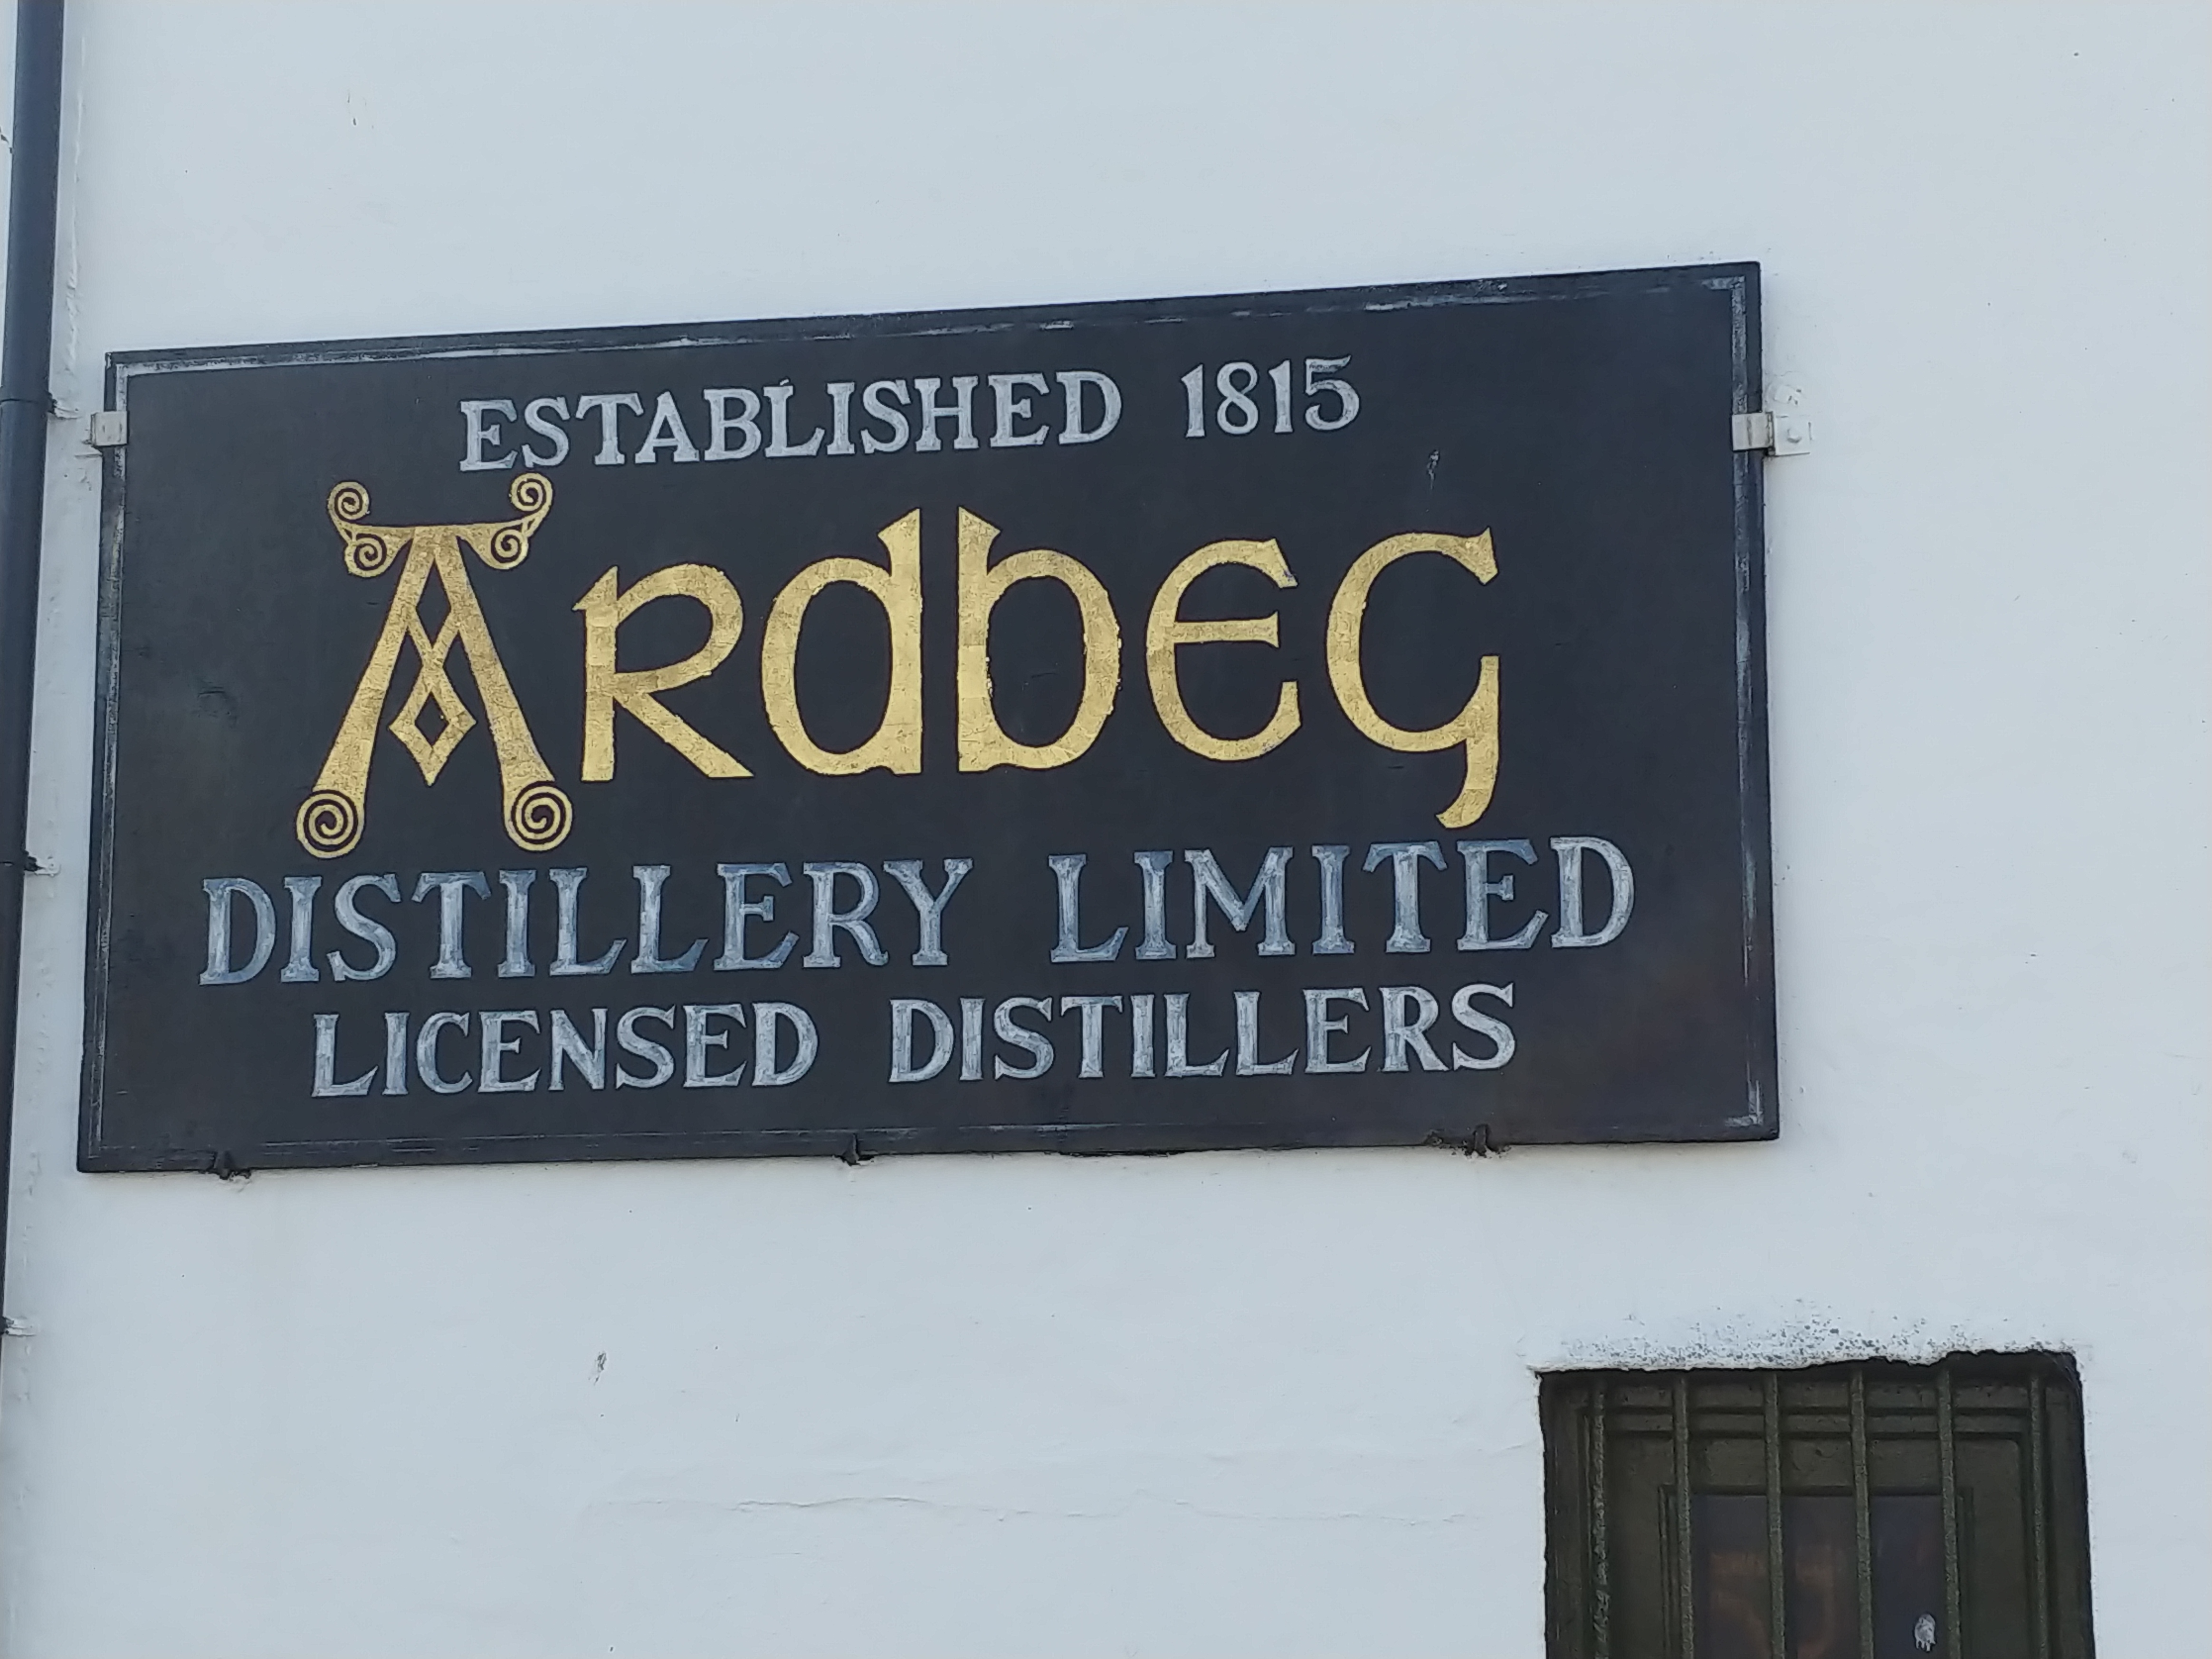 ESTABLISHED 1815
Ardbeg
DISTILLERY LIMITED
LICENSED DISTILLERS